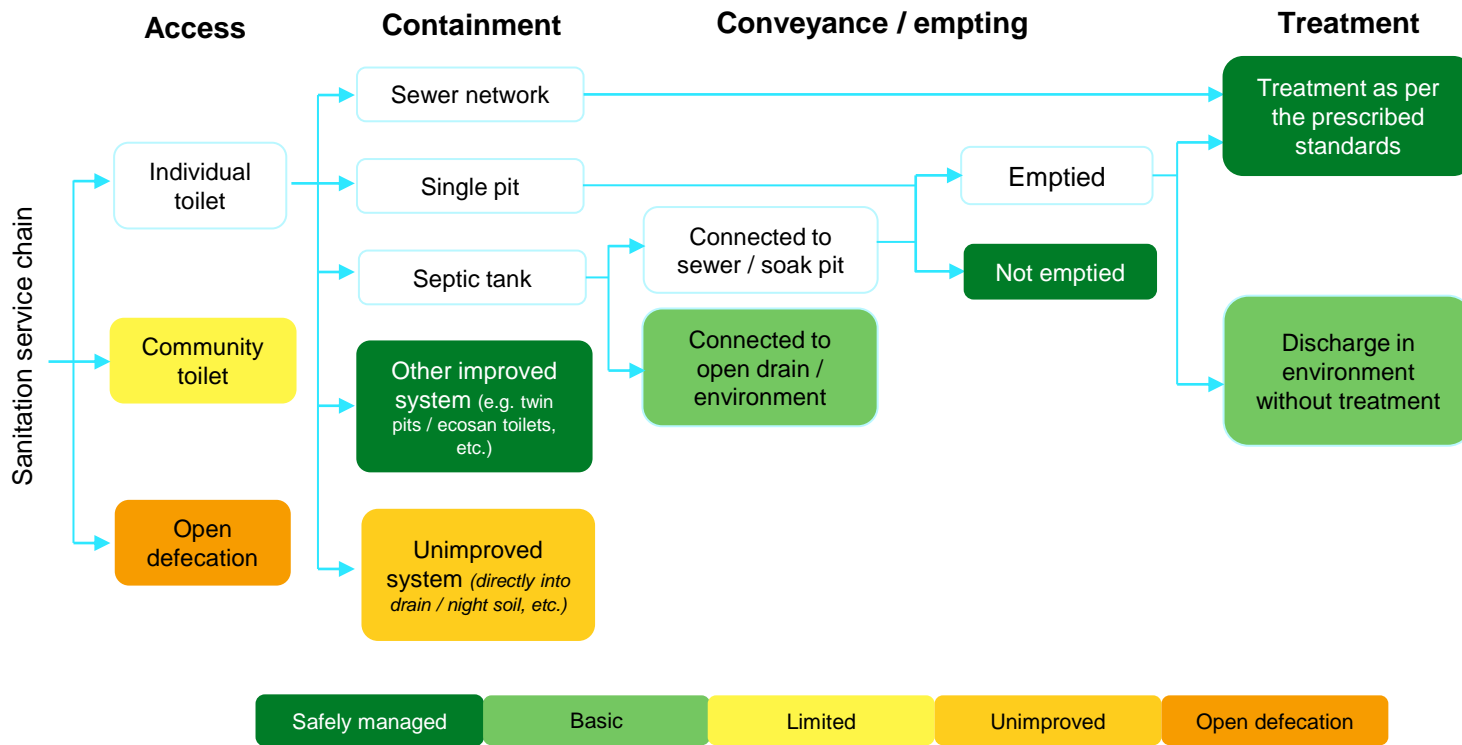 Access
Containment
Conveyance / empting
Treatment
Sanitation service chain
Individual
toilet
Community
toilet
Open
defecation
Sewer network
Single pit
Septic tank
Other improved
system (e.g. twin
pits / ecosan toilets,
etc.)
Unimproved
system (directly into
drain / night soil, etc.)
Connected to
sewer / soak pit
Connected to
open drain /
environment
Emptied
Not emptied
Treatment as per
the prescribed
standards
Discharge in
environment
without treatment
Safely managed
Basic
Limited
Unimproved
Open defecation